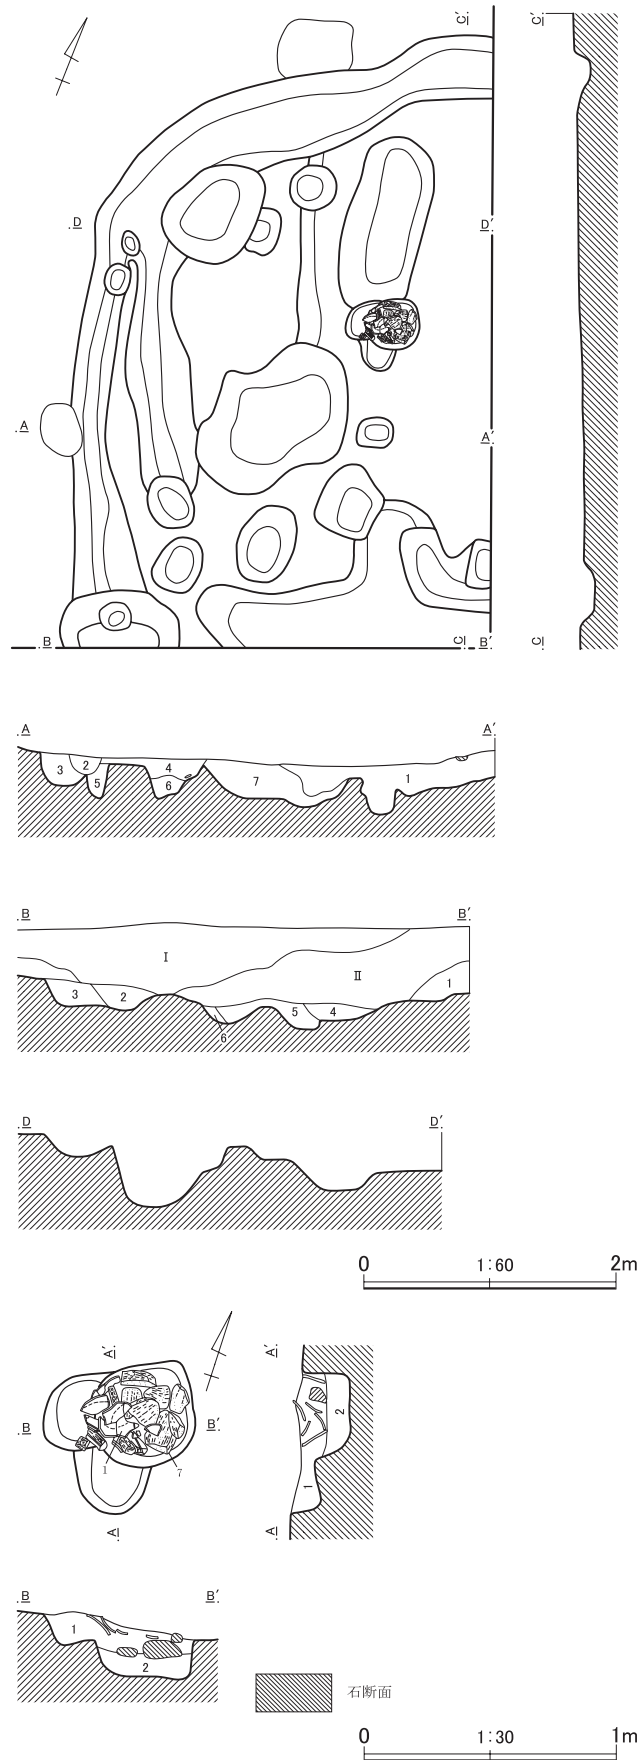 C′ C′
D D′
A A′
B C B′ C
A A′
3 2 5 4 6 7 1
B B′
I II
3 2 6 5 4 1
D D′
0 1:60 2m
A′ A′
B B′
1 7
2
1
A A
B B′
1 2
石断面
0 1:30 1m